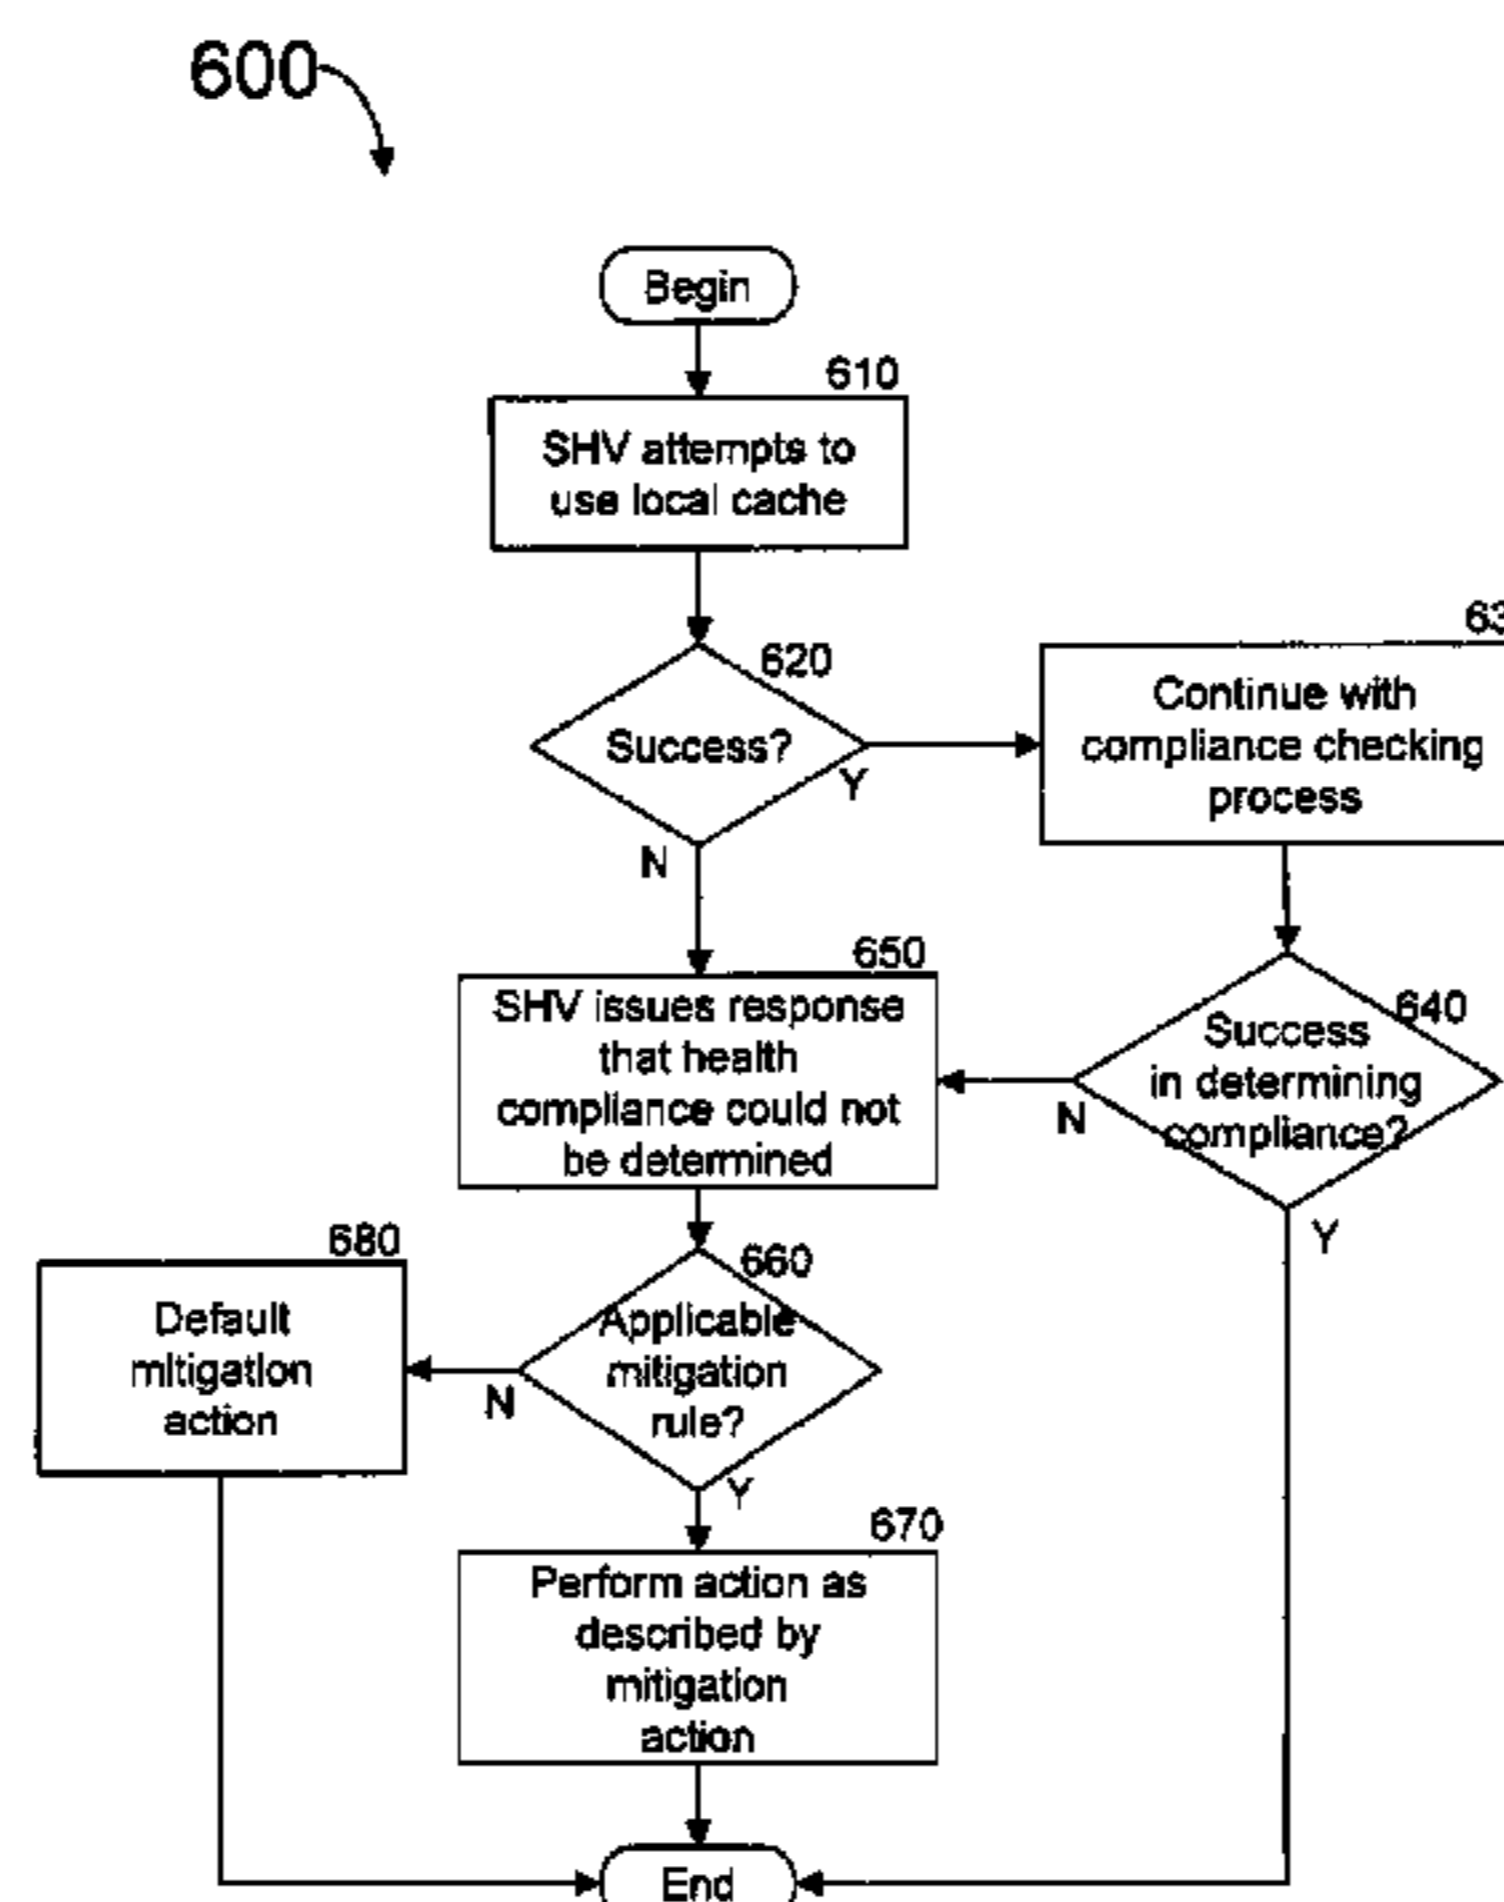 600
Begin
610
SHV attempts to
use local cache
620
Success?
Y
N
63
Continue with
compliance checking
process
640
Success
in determining
compliance?
N
Y
650
SHV issues response
that health
compliance could not
be determined
660
Applicable
mitigation
rule?
N
Y
680
Default
mitigation
action
670
Perform action as
described by
mitigation
action
End